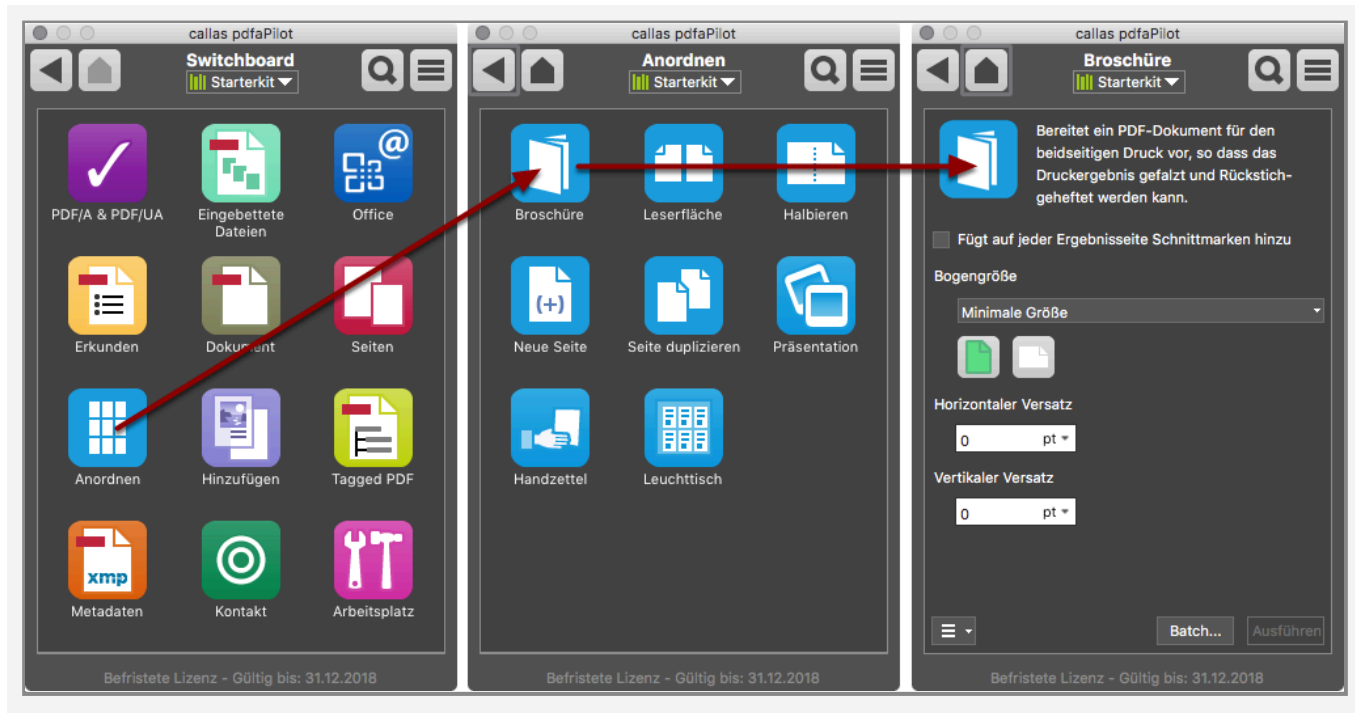 callas pdfaPilot
Switchboard
Starterkit
PDF/A & PDF/UA
Eingebettete
Dateien
@
Office
Erkunden
Dokument
Seiten
Anordnen
Hinzufügen
Tagged PDF
xmp
Metadaten
Kontakt
Arbeitsplatz
Befristete Lizenz - Gültig bis: 31.12.2018
callas pdfaPilot
Anordnen
Starterkit
Broschüre
Leserfläche
Halbieren
(+)
Neue Seite
Seite duplizieren
Präsentation
Handzettel
Leuchttisch
Befristete Lizenz - Gültig bis: 31.12.2018
callas pdfaPilot
Broschüre
Starterkit
Bereitet ein PDF-Dokument für den
beidseitigen Druck vor, so dass das
Druckergebnis gefalzt und Rückstich-
geheftet werden kann.
Fügt auf jeder Ergebnisseite Schnittmarken hinzu
Bogengröße
Minimale Größe
Horizontaler Versatz
0 pt
Vertikaler Versatz
0 pt
Batch... Ausführen
Befristete Lizenz - Gültig bis: 31.12.2018